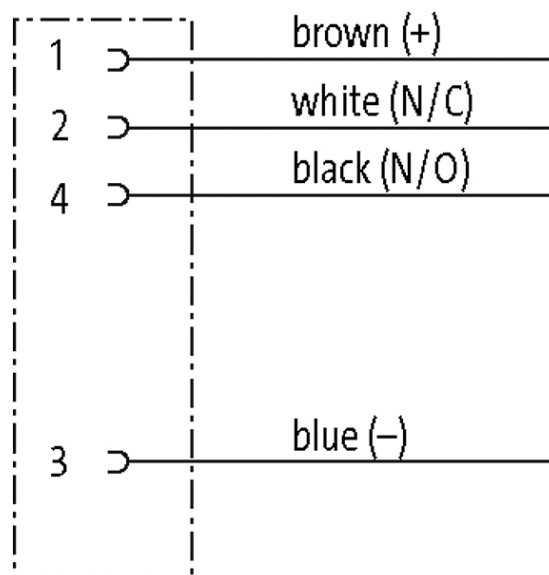 1 brown (+)
2 white (N/C)
4 black (N/O)
3 blue (–)